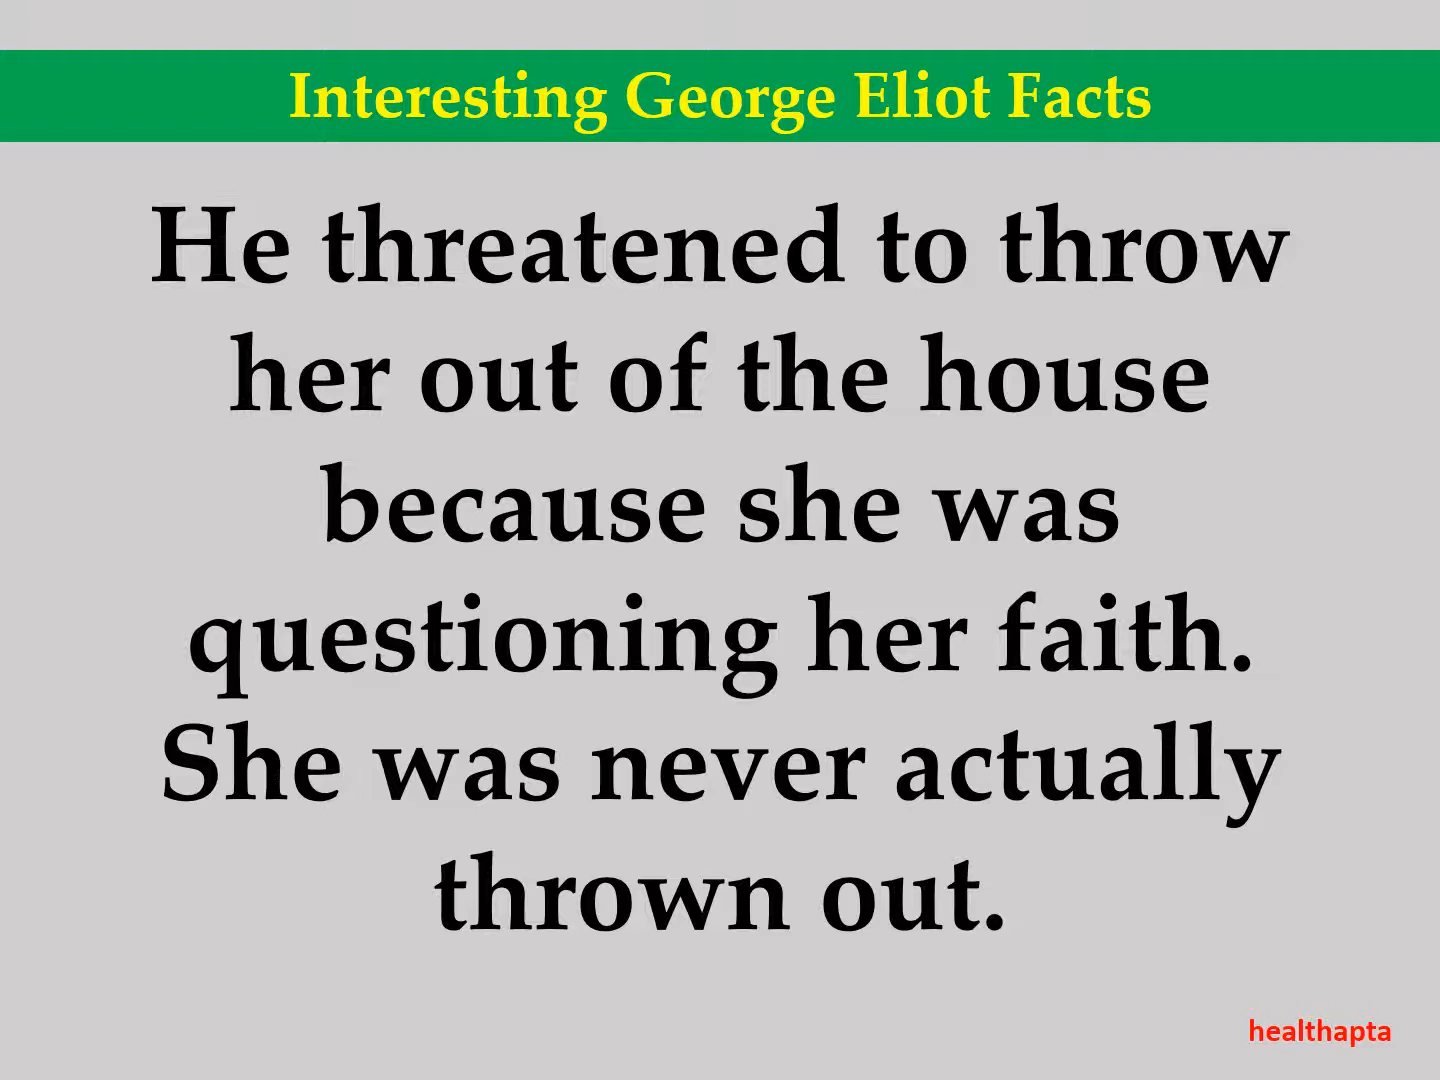 Interesting George Eliot Facts
He threatened to throw
her out of the house
because she was
questioning her faith.
She was never actually
thrown out.
healthapta